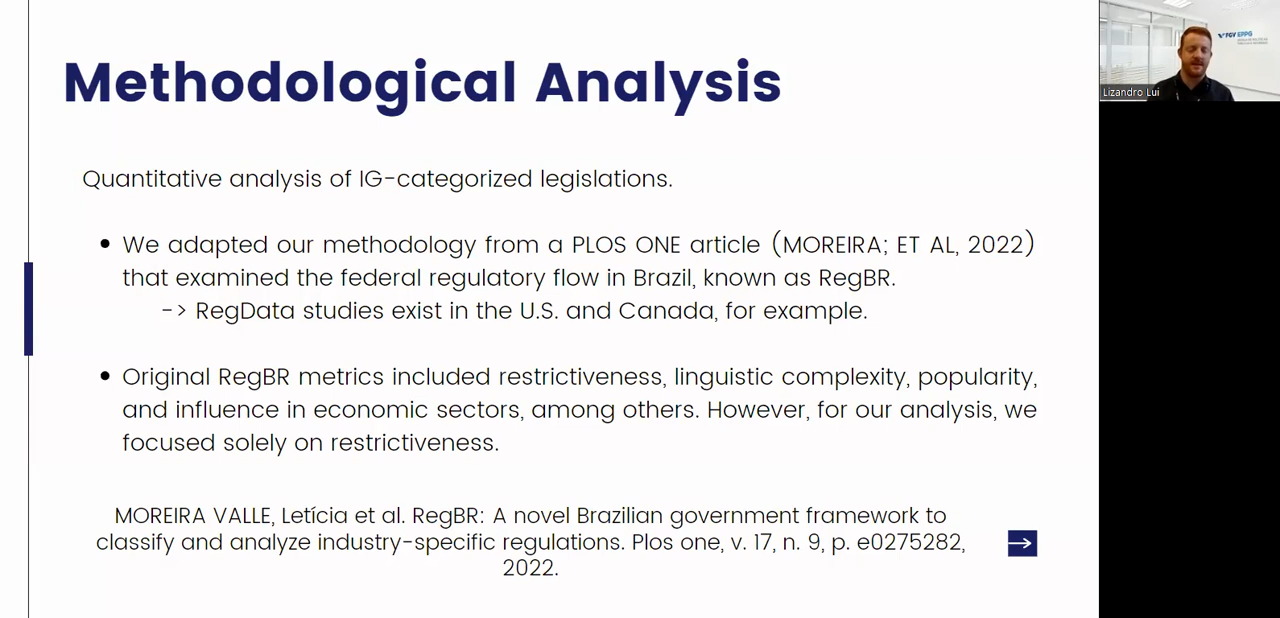 Methodological Analysis
Quantitative analysis of IG-categorized legislations.
• We adapted our methodology from a PLOS ONE article (MOREIRA; ET AL, 2022)
that examined the federal regulatory flow in Brazil, known as RegBR.
-> RegData studies exist in the U.S. and Canada, for example.
• Original RegBR metrics included restrictiveness, linguistic complexity, popularity,
and influence in economic sectors, among others. However, for our analysis, we
focused solely on restrictiveness.
MOREIRA VALLE, Letícia et al. RegBR: A novel Brazilian government framework to
classify and analyze industry-specific regulations. Plos one, v. 17, n. 9, p. e0275282,
2022.
FGV EPPG
Lizandro Lui